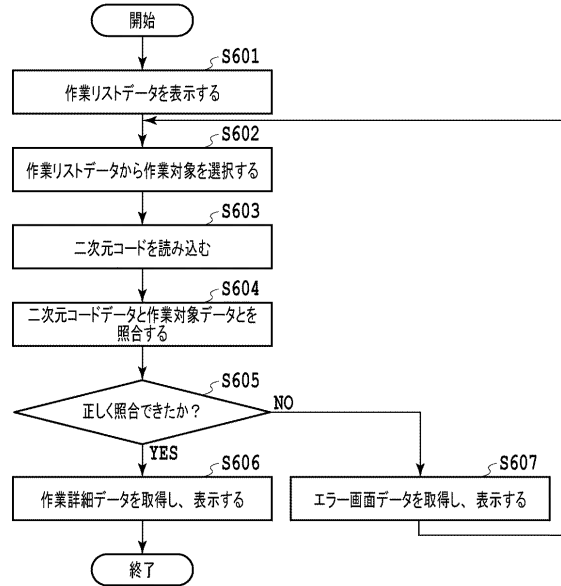 開始
S601
作業リストデータを表示する
S602
作業リストデータから作業対象を選択する
S603
二次元コードを読み込む
S604
二次元コードデータと作業対象データとを
照合する
S605
正しく照合できたか？
NO
YES
S606
作業詳細データを取得し、表示する
S607
エラー画面データを取得し、表示する
終了